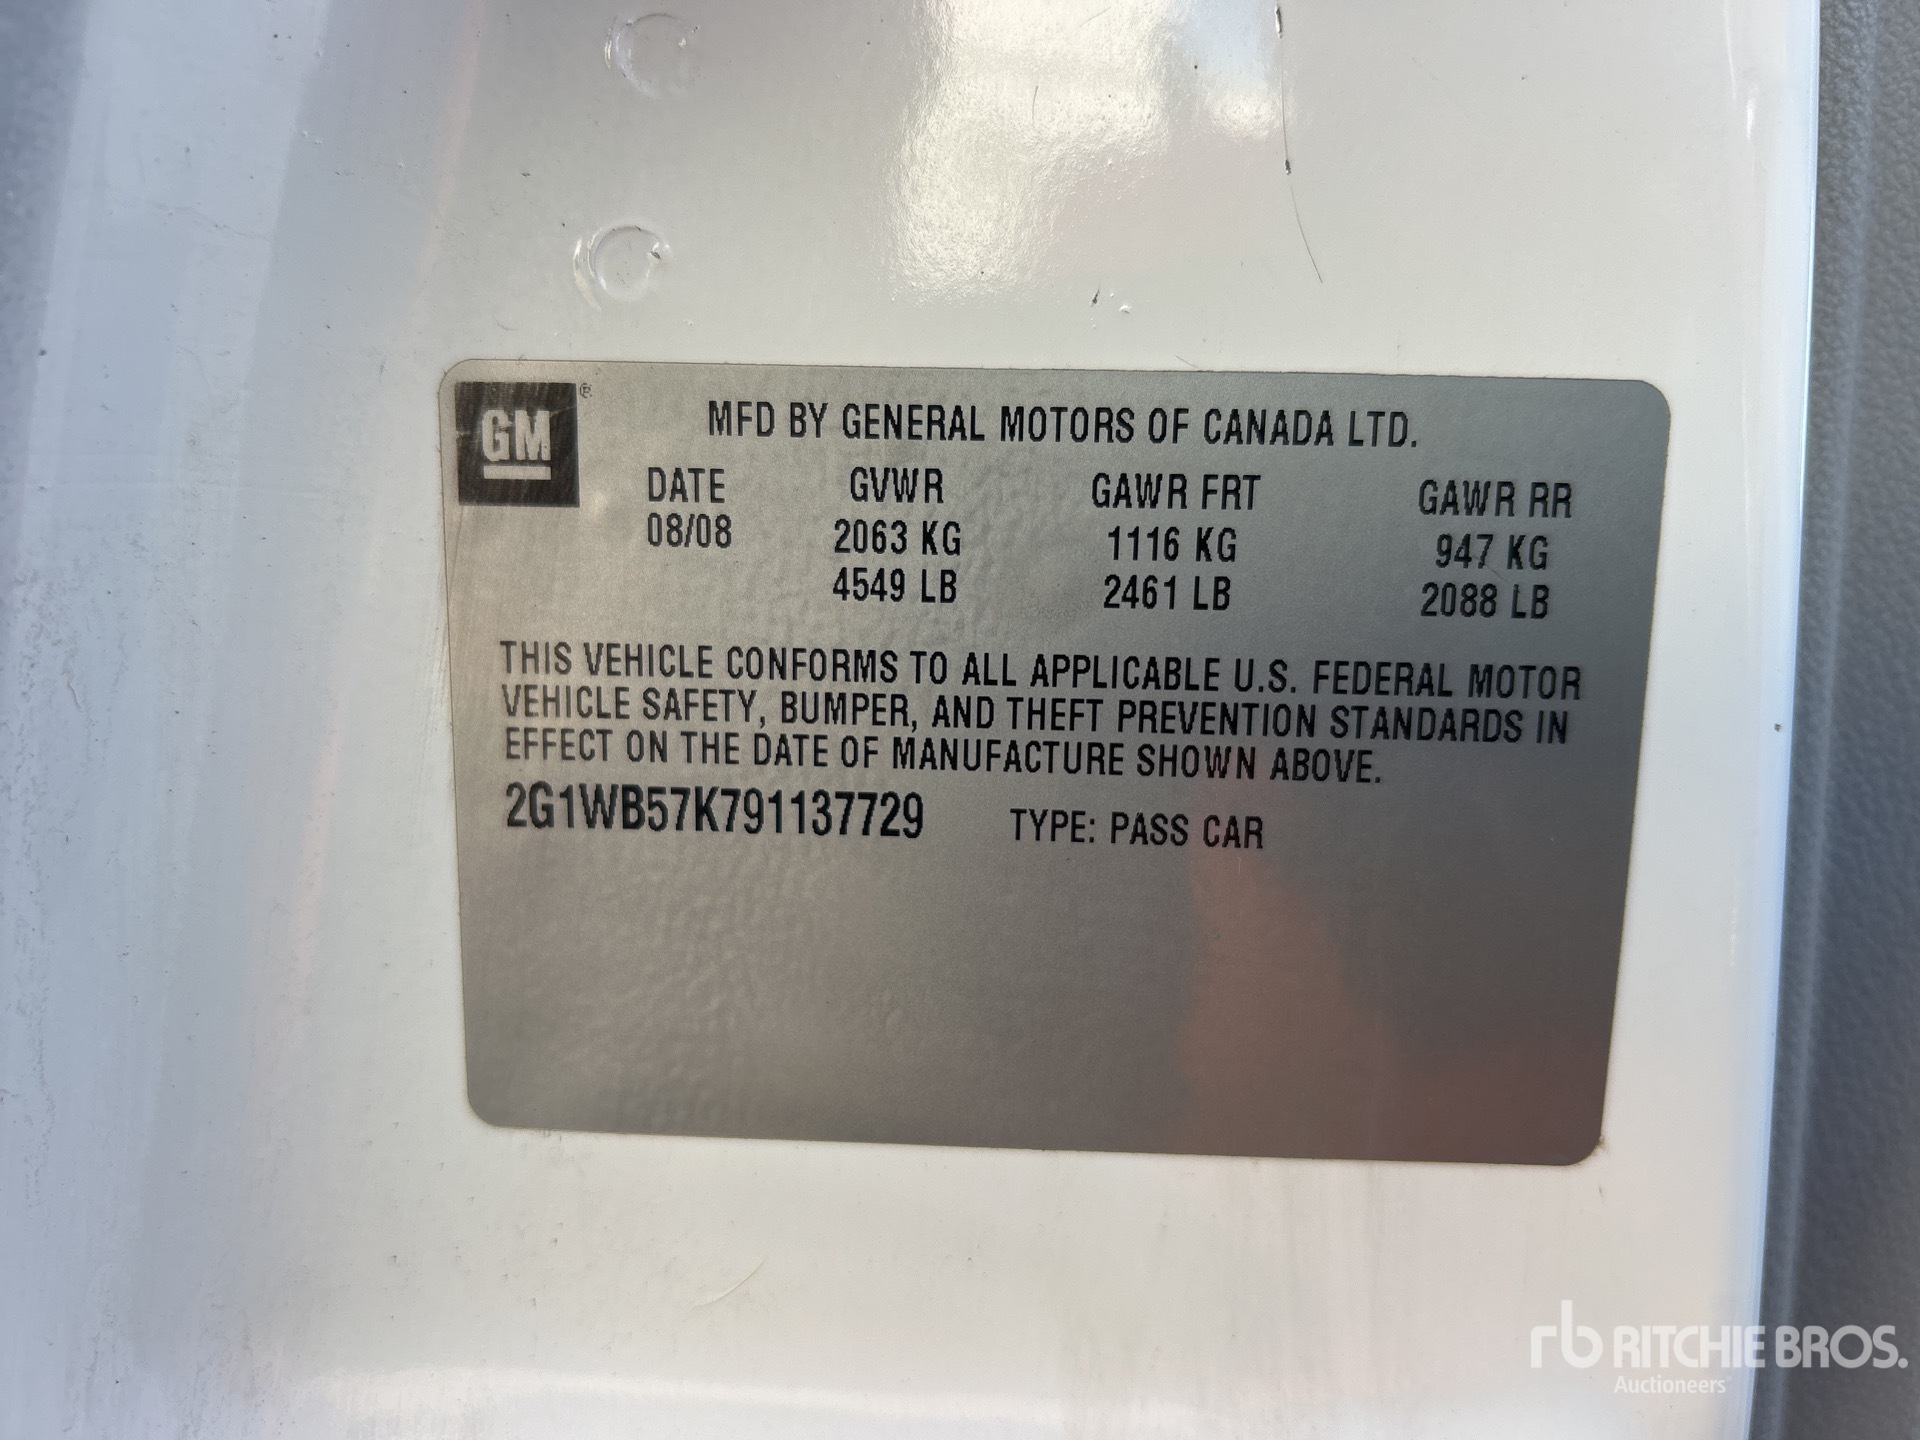 GM ®
MFD BY GENERAL MOTORS OF CANADA LTD.
DATE GVWR GAWR FRT GAWR RR
08/08 2063 KG 1116 KG 947 KG
4549 LB 2461 LB 2088 LB
THIS VEHICLE CONFORMS TO ALL APPLICABLE U.S. FEDERAL MOTOR
VEHICLE SAFETY, BUMPER, AND THEFT PREVENTION STANDARDS IN
EFFECT ON THE DATE OF MANUFACTURE SHOWN ABOVE.
2G1WB57K791137729 TYPE: PASS CAR
rb RITCHIE BROS.
Auctioneers